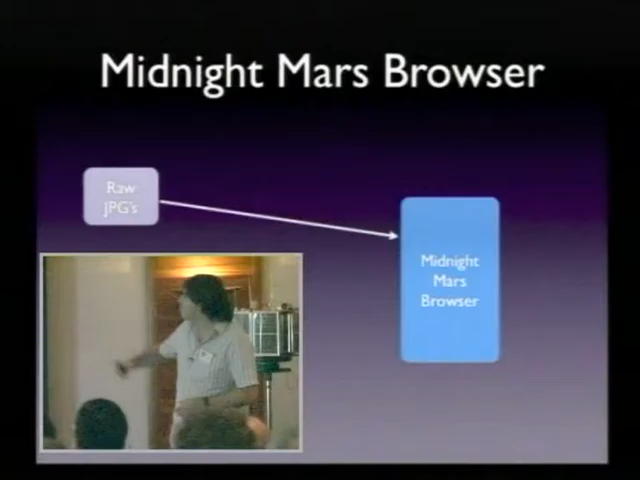 Midnight Mars Browser
Raw
JPG's
Midnight
Mars
Browser